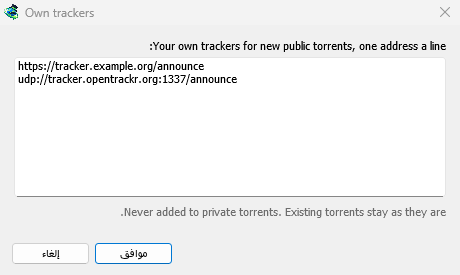 Own trackers
Your own trackers for new public torrents, one address a line:
https://tracker.example.org/announce
udp://tracker.opentrackr.org:1337/announce
Never added to private torrents. Existing torrents stay as they are.
موافق
إلغاء